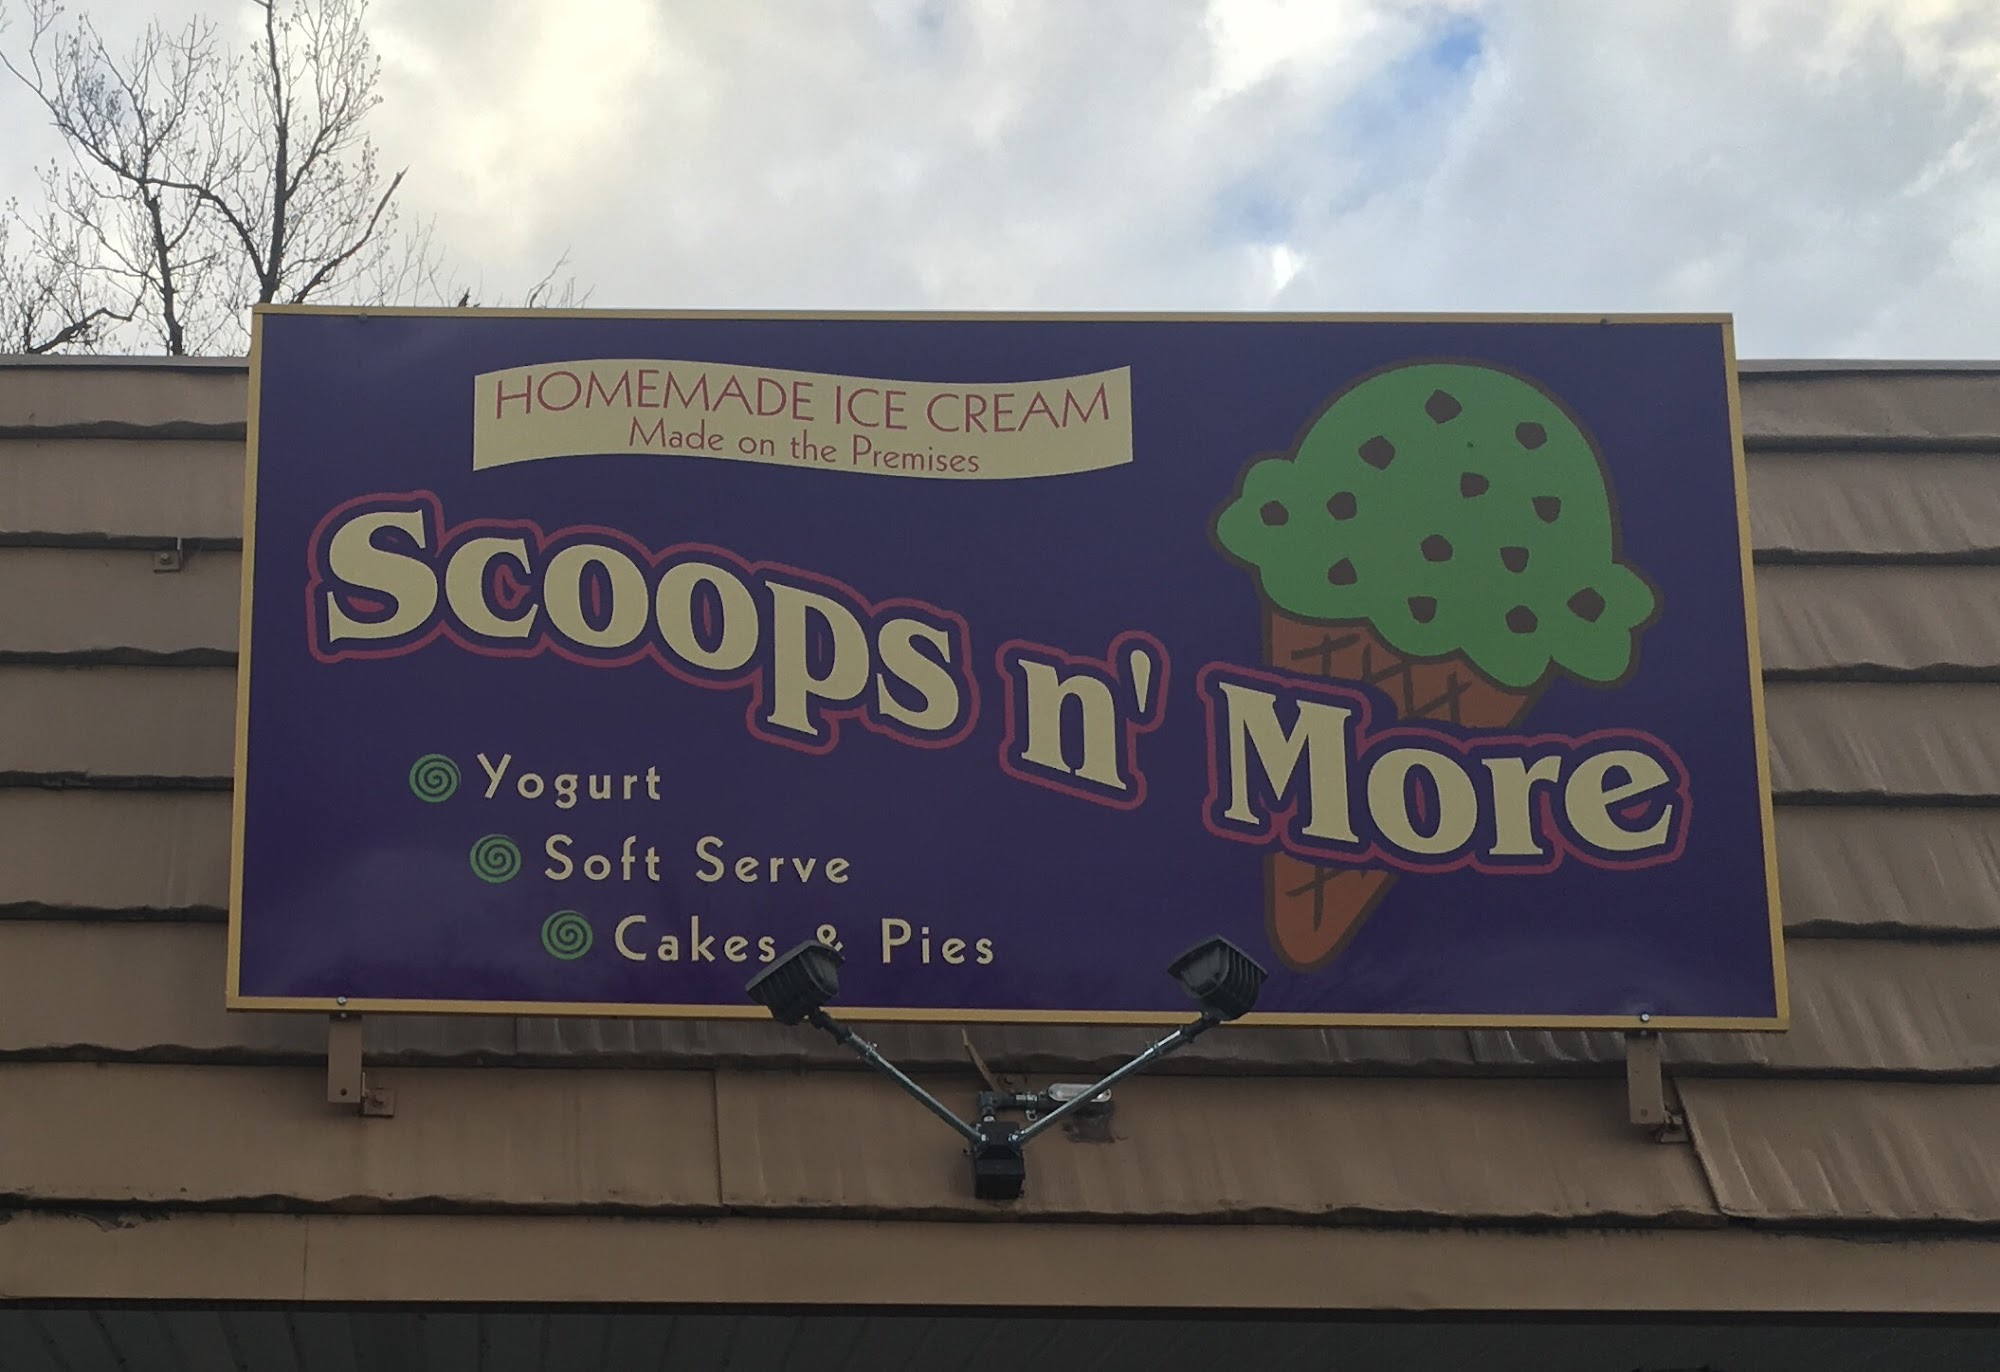 HOMEMADE ICE CREAM
Made on the Premises
Scoops n' More
Yogurt
Soft Serve
Cakes & Pies